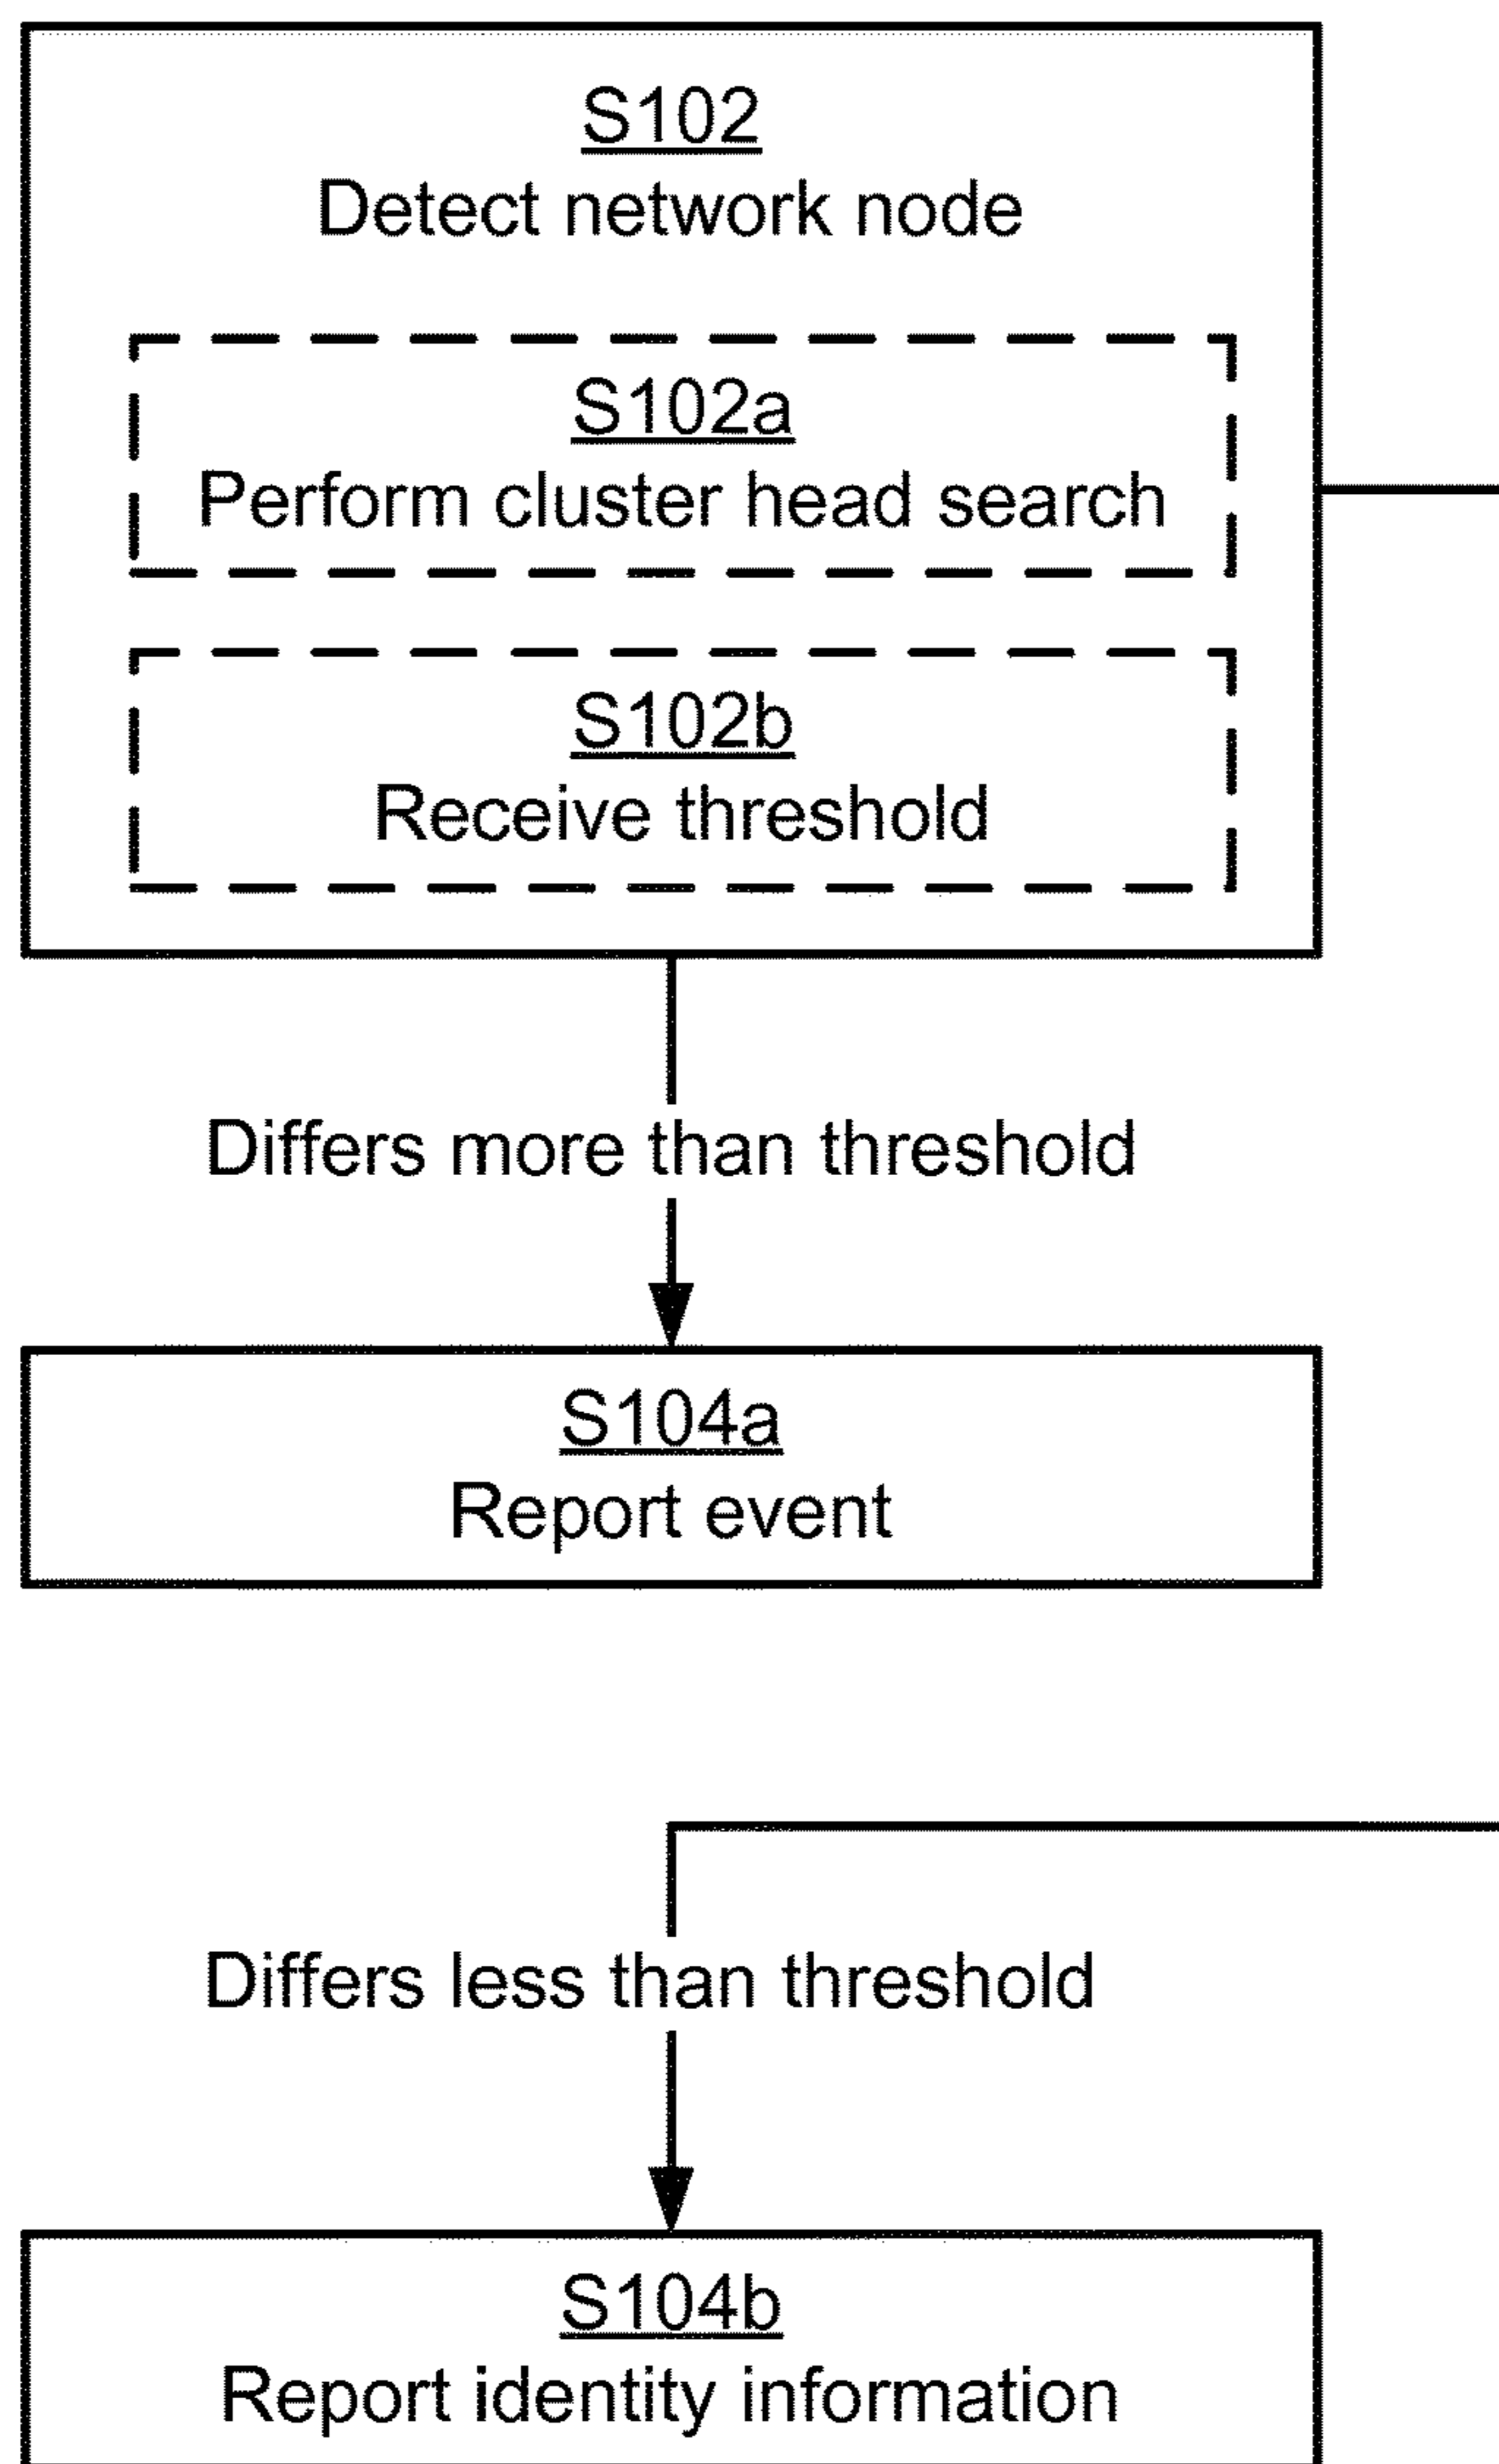 S102
Detect network node
S102a
Perform cluster head search
S102b
Receive threshold
Differs more than threshold
S104a
Report event
Differs less than threshold
S104b
Report identity information